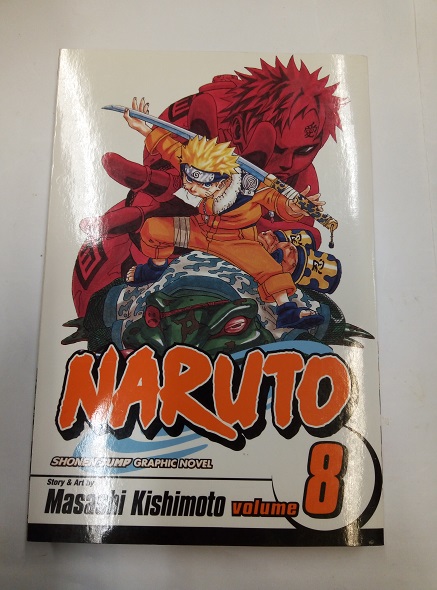 NARUTO
SHONEN JUMP GRAPHIC NOVEL
Story & Art by
Masashi Kishimoto
volume 8